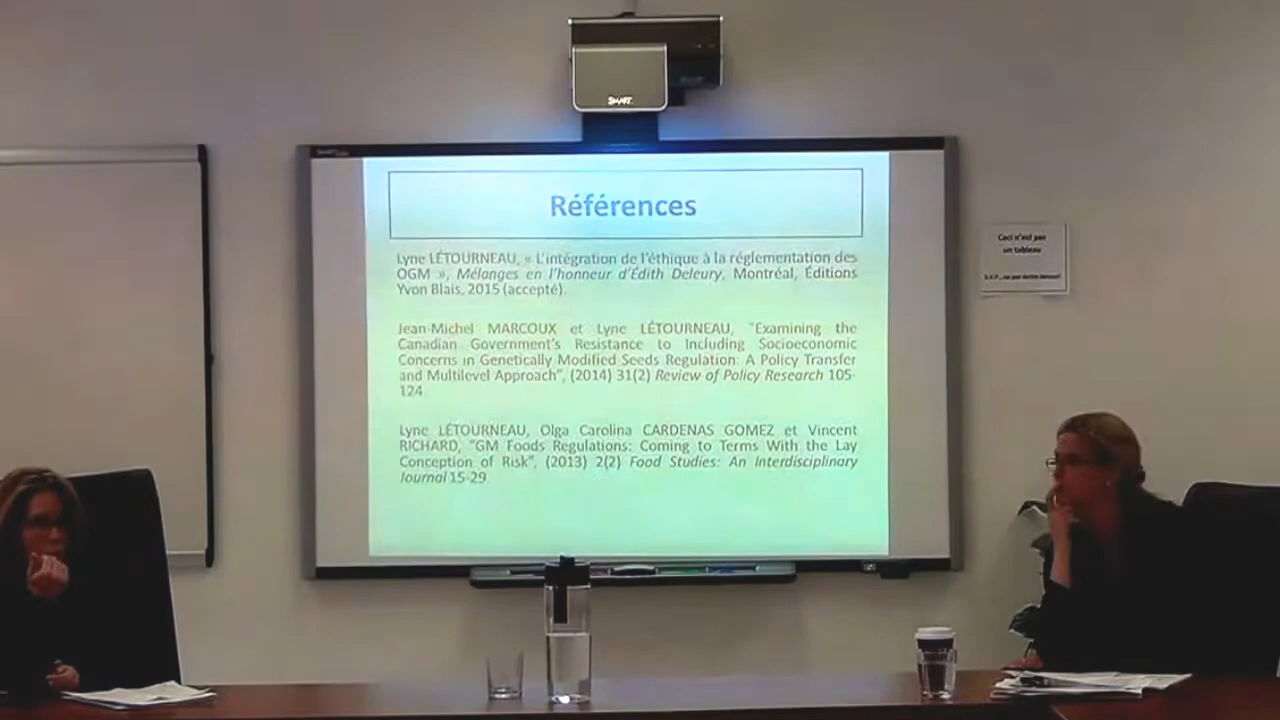 SMART
Références
Lyne LÉTOURNEAU, « L'intégration de l'éthique à la réglementation des
OGM », Mélanges en l'honneur d'Édith Deleury, Montréal, Éditions
Yvon Blais, 2015 (accepté).
Jean-Michel MARCOUX et Lyne LÉTOURNEAU, "Examining the
Canadian Government's Resistance to Including Socioeconomic
Concerns in Genetically Modified Seeds Regulation: A Policy Transfer
and Multilevel Approach", (2014) 31(2) Review of Policy Research 105-
124.
Lyne LÉTOURNEAU, Olga Carolina CARDENAS GOMEZ et Vincent
RICHARD, "GM Foods Regulations: Coming to Terms With the Lay
Conception of Risk", (2013) 2(2) Food Studies: An Interdisciplinary
Journal 15-29.
Ceci n'est pas
un tableau